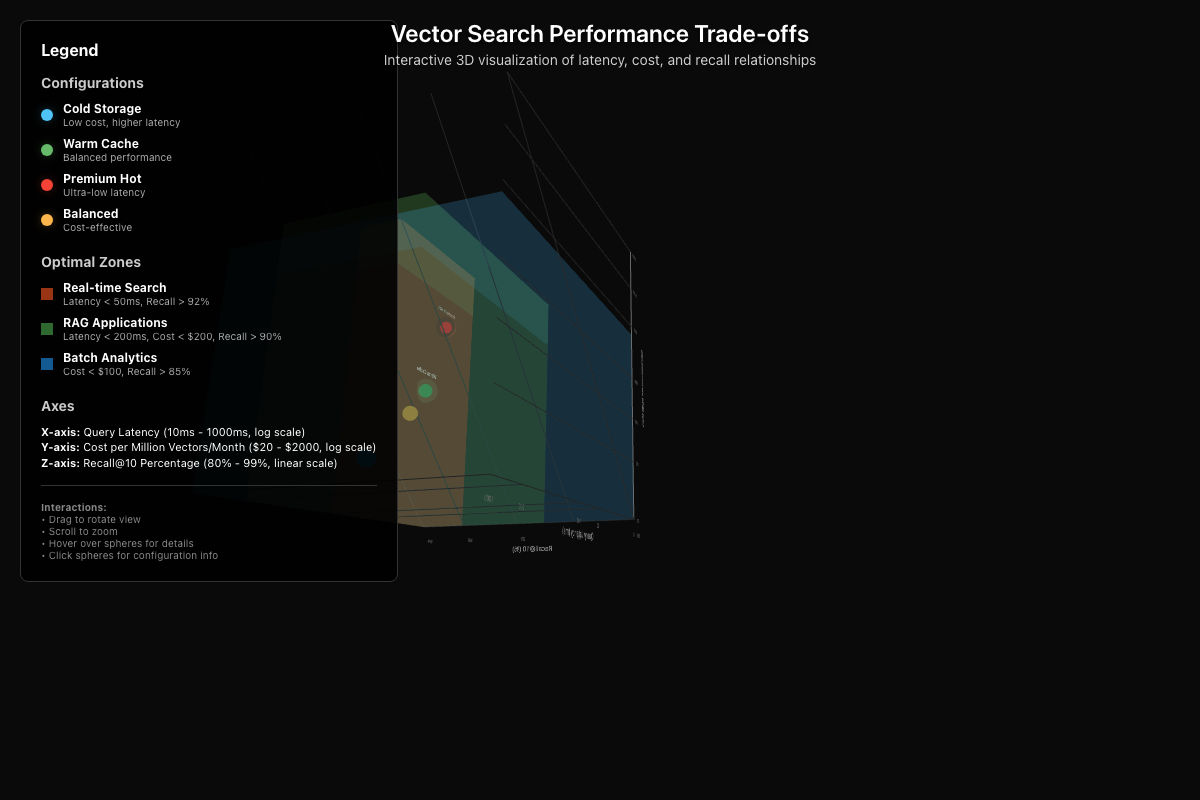 Vector Search Performance Trade-offs
Interactive 3D visualization of latency, cost, and recall relationships
Legend
Configurations
Cold Storage
Low cost, higher latency
Warm Cache
Balanced performance
Premium Hot
Ultra-low latency
Balanced
Cost-effective
Optimal Zones
Real-time Search
Latency < 50ms, Recall > 92%
RAG Applications
Latency < 200ms, Cost < $200, Recall > 90%
Batch Analytics
Cost < $100, Recall > 85%
Axes
X-axis: Query Latency (10ms - 1000ms, log scale)
Y-axis: Cost per Million Vectors/Month ($20 - $2000, log scale)
Z-axis: Recall@10 Percentage (80% - 99%, linear scale)
Interactions:
• Drag to rotate view
• Scroll to zoom
• Hover over spheres for details
• Click spheres for configuration info
Recall@10 (%)